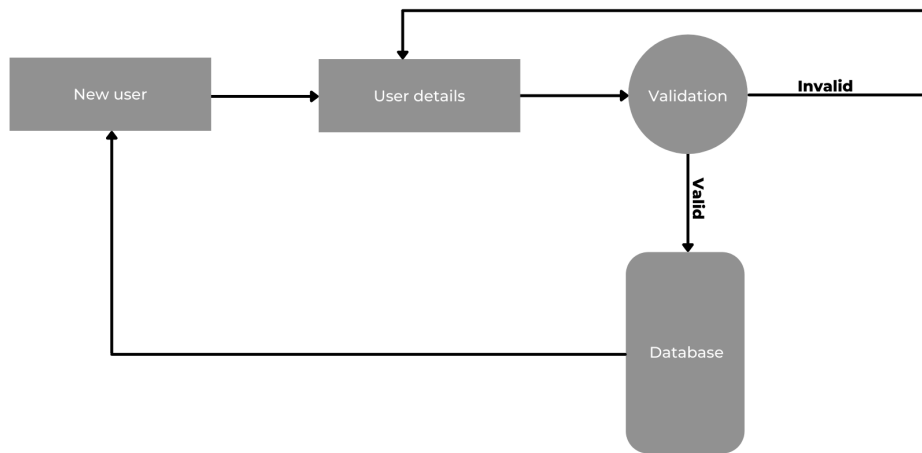 New user
User details
Validation
Invalid
Valid
Database